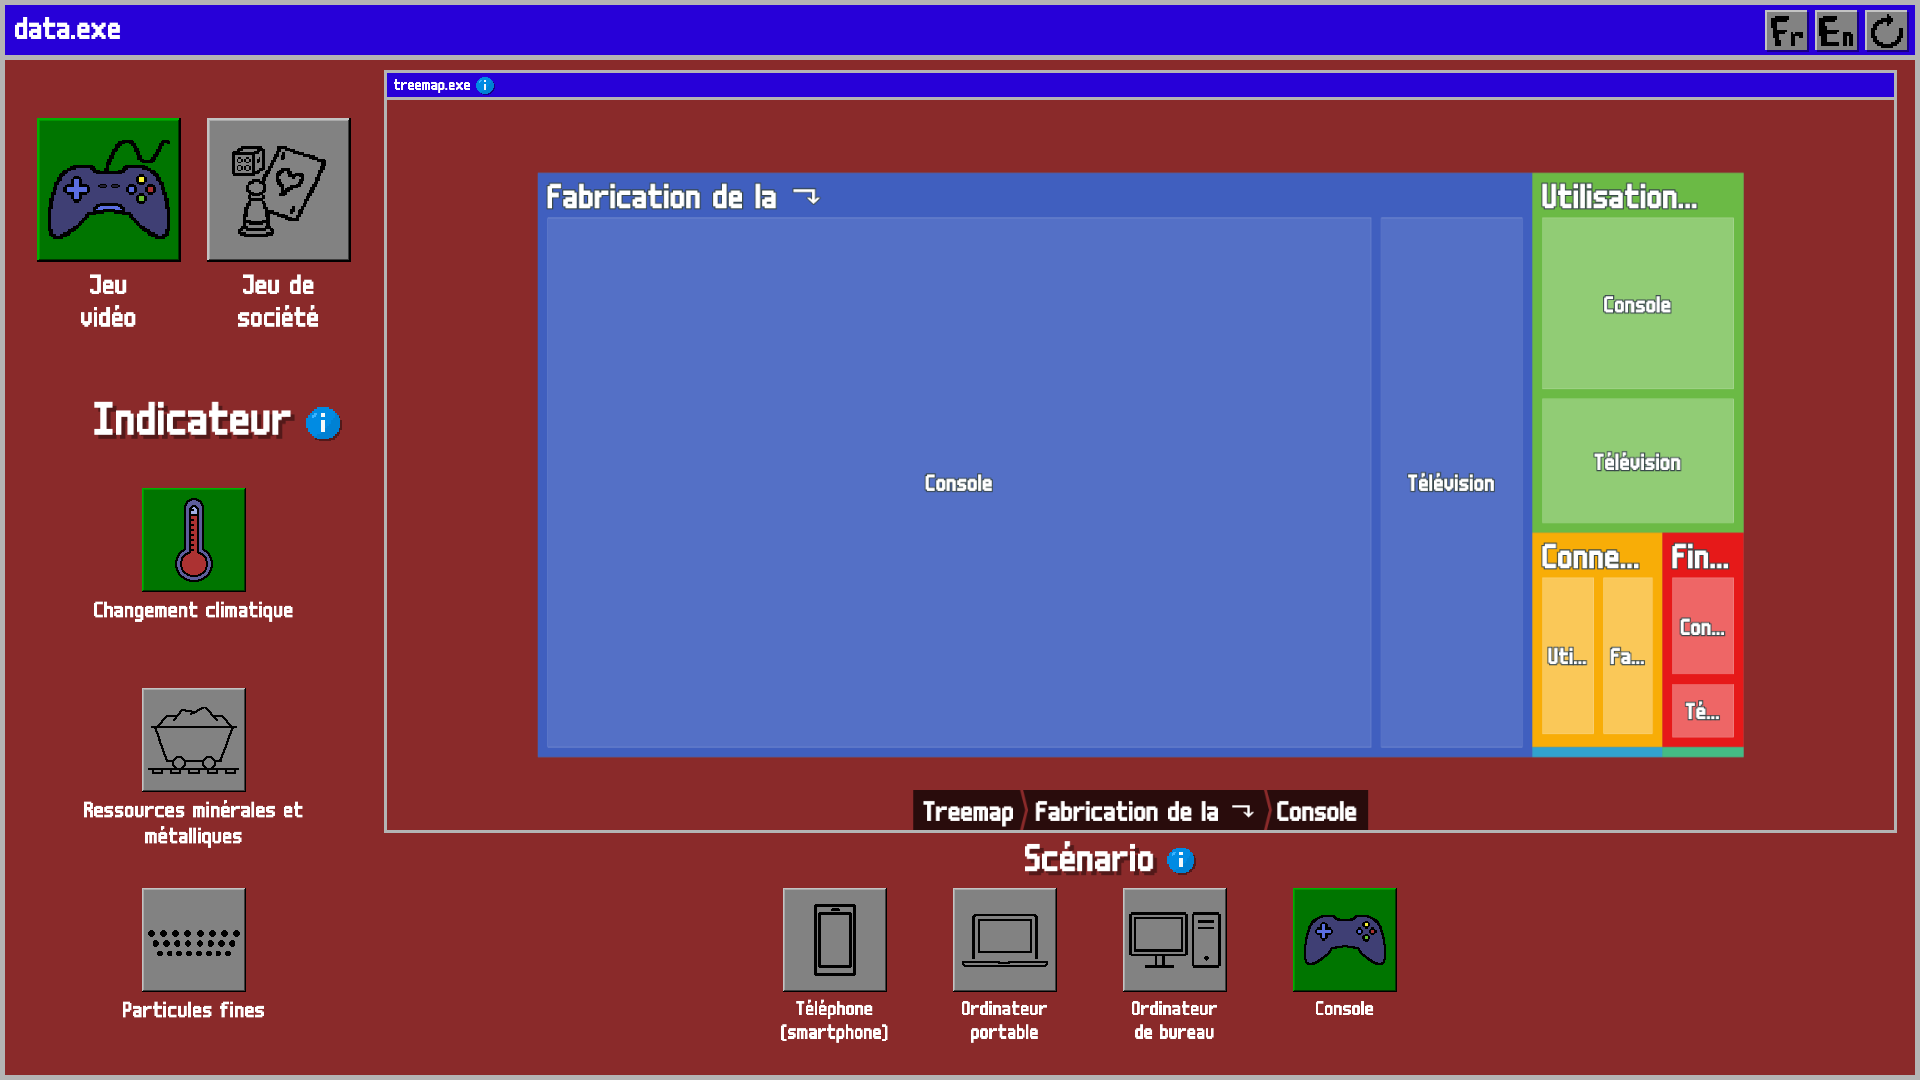 data.exe
Fr En
treemap.exe
Jeu vidéo
Jeu de société
Indicateur
Changement climatique
Ressources minérales et
métalliques
Particules fines
Fabrication de la
Console
Télévision
Utilisation...
Console
Télévision
Conne...
Uti...
Fa...
Fin...
Con...
Té...
Treemap
Fabrication de la
Console
Scénario
Téléphone
(smartphone)
Ordinateur
portable
Ordinateur
de bureau
Console